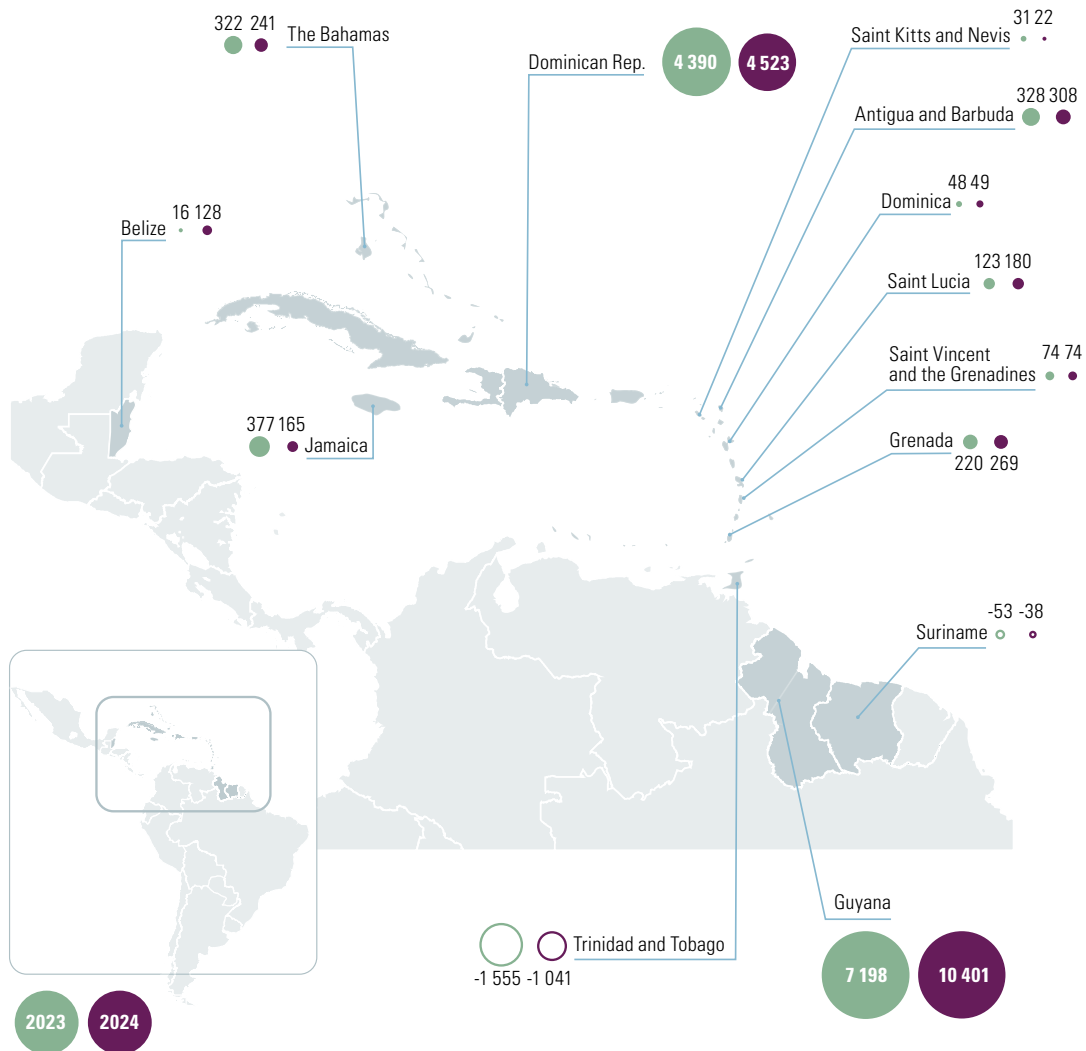 322 241
The Bahamas
Dominican Rep.
4 390
4 523
31 22
Saint Kitts and Nevis
328 308
Antigua and Barbuda
48 49
Dominica
16 128
Belize
123 180
Saint Lucia
Saint Vincent
and the Grenadines
74 74
377 165
Jamaica
Grenada
220 269
-53 -38
Suriname
Guyana
7 198
10 401
Trinidad and Tobago
-1 555 -1 041
2023
2024